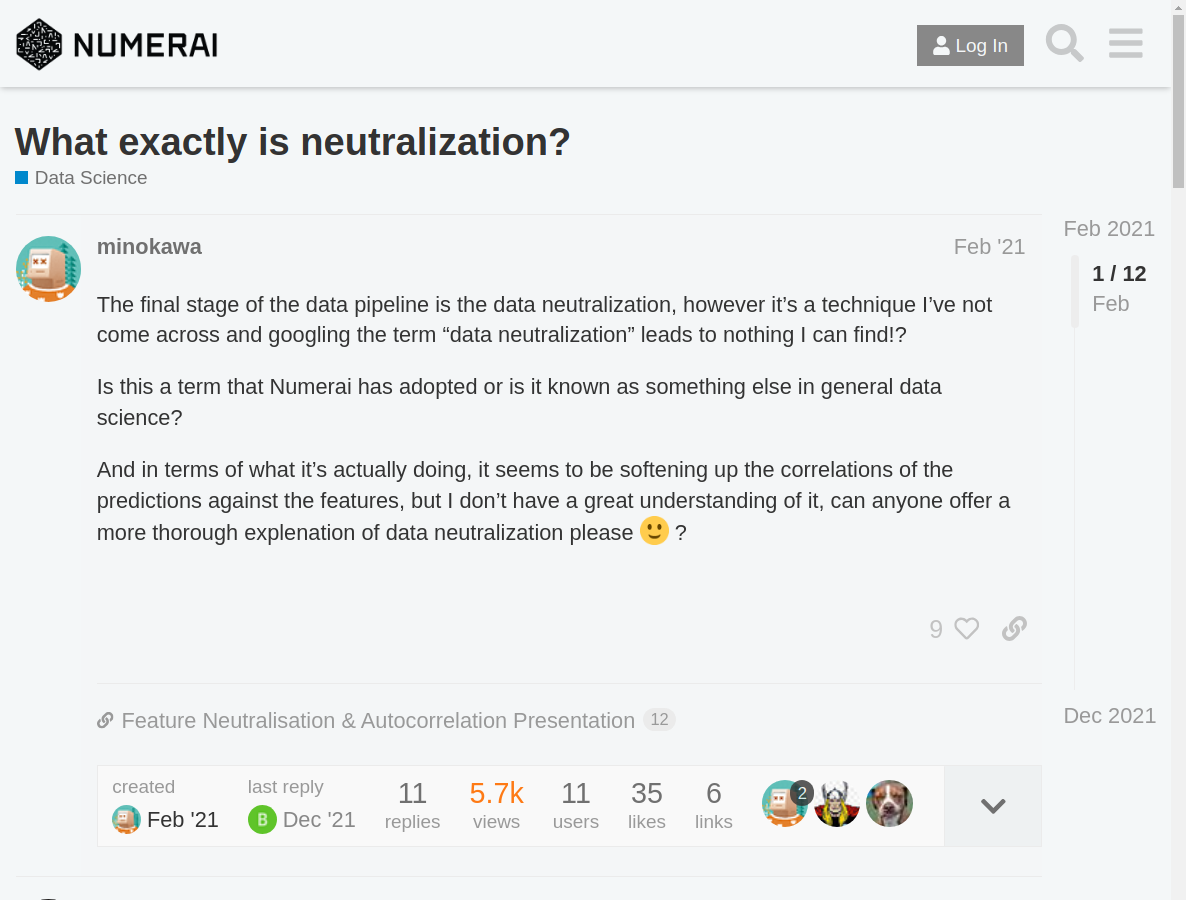 NUMERAI
Log In
What exactly is neutralization?
Data Science
minokawa
Feb '21
The final stage of the data pipeline is the data neutralization, however it’s a technique I’ve not
come across and googling the term “data neutralization” leads to nothing I can find!?
Is this a term that Numerai has adopted or is it known as something else in general data
science?
And in terms of what it’s actually doing, it seems to be softening up the correlations of the
predictions against the features, but I don’t have a great understanding of it, can anyone offer a
more thorough explenation of data neutralization please ?
9
Feature Neutralisation & Autocorrelation Presentation 12
created
Feb '21
last reply
B Dec '21
11
replies
5.7k
views
11
users
35
likes
6
links
2
Feb 2021
1 / 12
Feb
Dec 2021